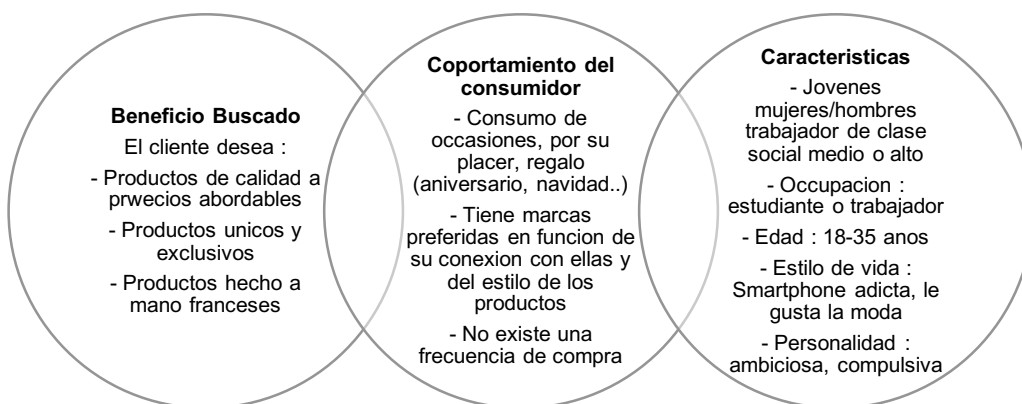 Beneficio Buscado
El cliente desea :
- Productos de calidad a
prwecios abordables
- Productos unicos y
exclusivos
- Productos hecho a
mano franceses
Coportamiento del
consumidor
- Consumo de
occasiones, por su
placer, regalo
(aniversario, navidad..)
- Tiene marcas
preferidas en funcion de
su conexion con ellas y
del estilo de los
productos
- No existe una
frecuencia de compra
Caracteristicas
- Jovenes
mujeres/hombres
trabajador de clase
social medio o alto
- Occupacion :
estudiante o trabajador
- Edad : 18-35 anos
- Estilo de vida :
Smartphone adicta, le
gusta la moda
- Personalidad :
ambiciosa, compulsiva